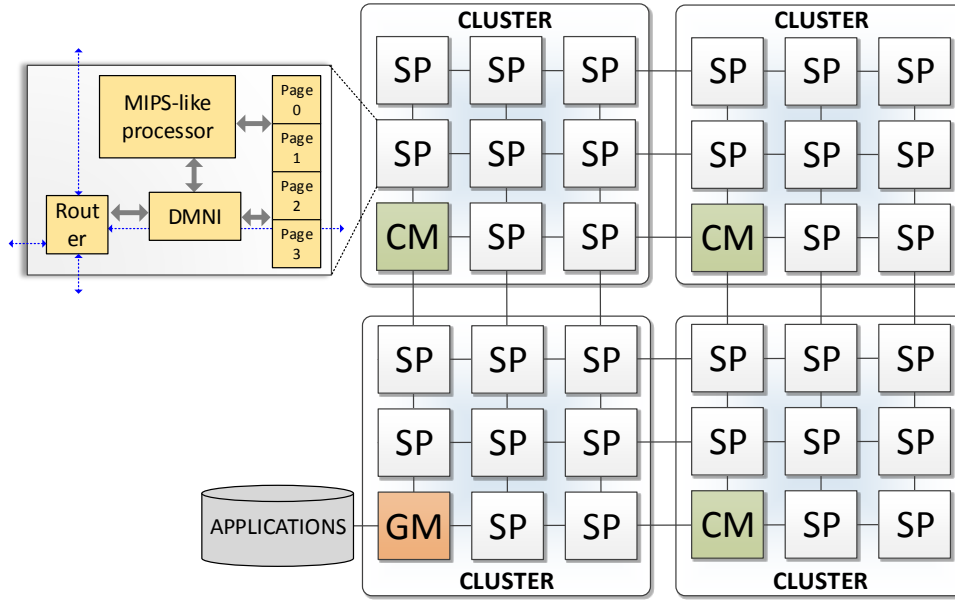 CLUSTER
CLUSTER
SP SP SP SP SP SP
MIPS-like
processor
Page
0
Page
1
Page
2
Page
3
Rout
er
DMNI
SP SP SP SP SP SP
CM SP SP CM SP SP
SP SP SP SP SP SP
SP SP SP SP SP SP
APPLICATIONS
GM SP SP CM SP SP
CLUSTER
CLUSTER